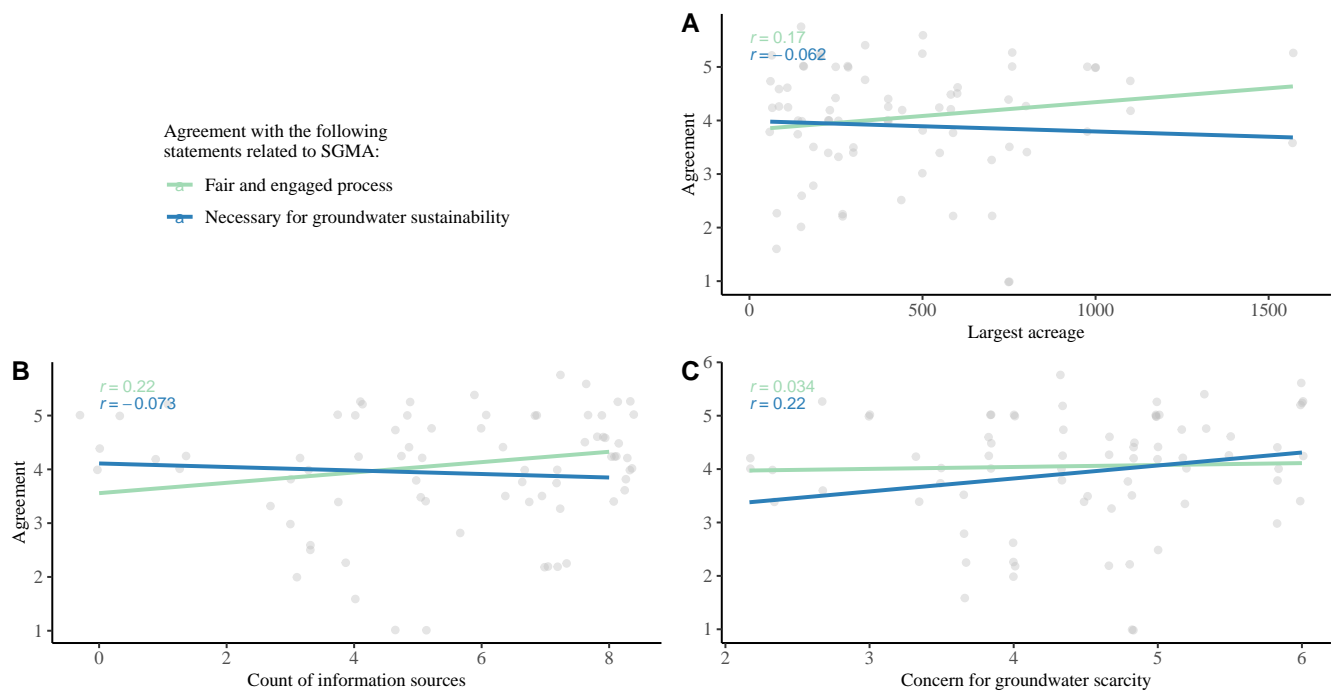 Agreement with the following
statements related to SGMA:
a Fair and engaged process
a Necessary for groundwater sustainability
A
r = 0.17
r = −0.062
Agreement
5
4
3
2
1
0 500 1000 1500
Largest acreage
B
r = 0.22
r = −0.073
Agreement
5
4
3
2
1
0 2 4 6 8
Count of information sources
C
r = 0.034
r = 0.22
6
5
4
3
2
1
2 3 4 5 6
Concern for groundwater scarcity